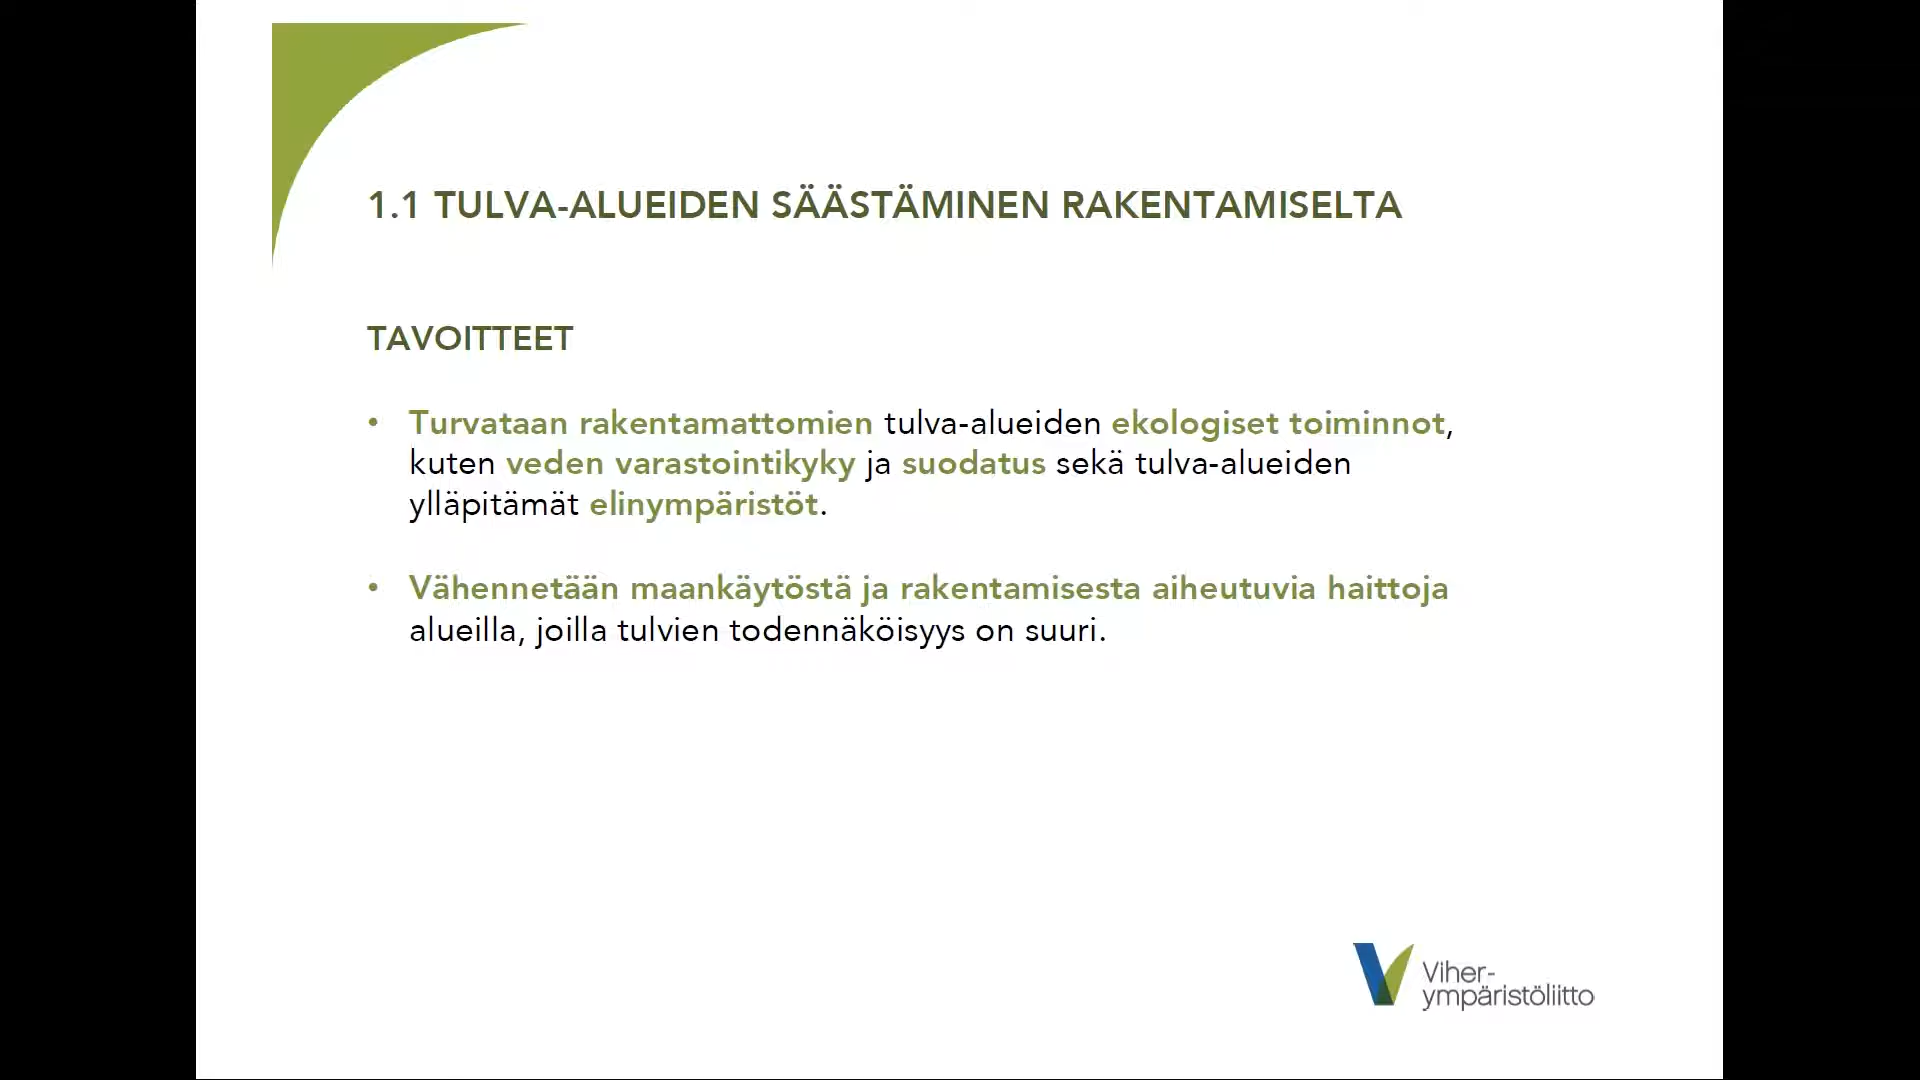 1.1 TULVA-ALUEIDEN SÄÄSTÄMINEN RAKENTAMISELTA
TAVOITTEET
• Turvataan rakentamattomien tulva-alueiden ekologiset toiminnot,
kuten veden varastointikyky ja suodatus sekä tulva-alueiden
ylläpitämät elinympäristöt.
• Vähennetään maankäytöstä ja rakentamisesta aiheutuvia haittoja
alueilla, joilla tulvien todennäköisyys on suuri.
Viher-
ympäristöliitto